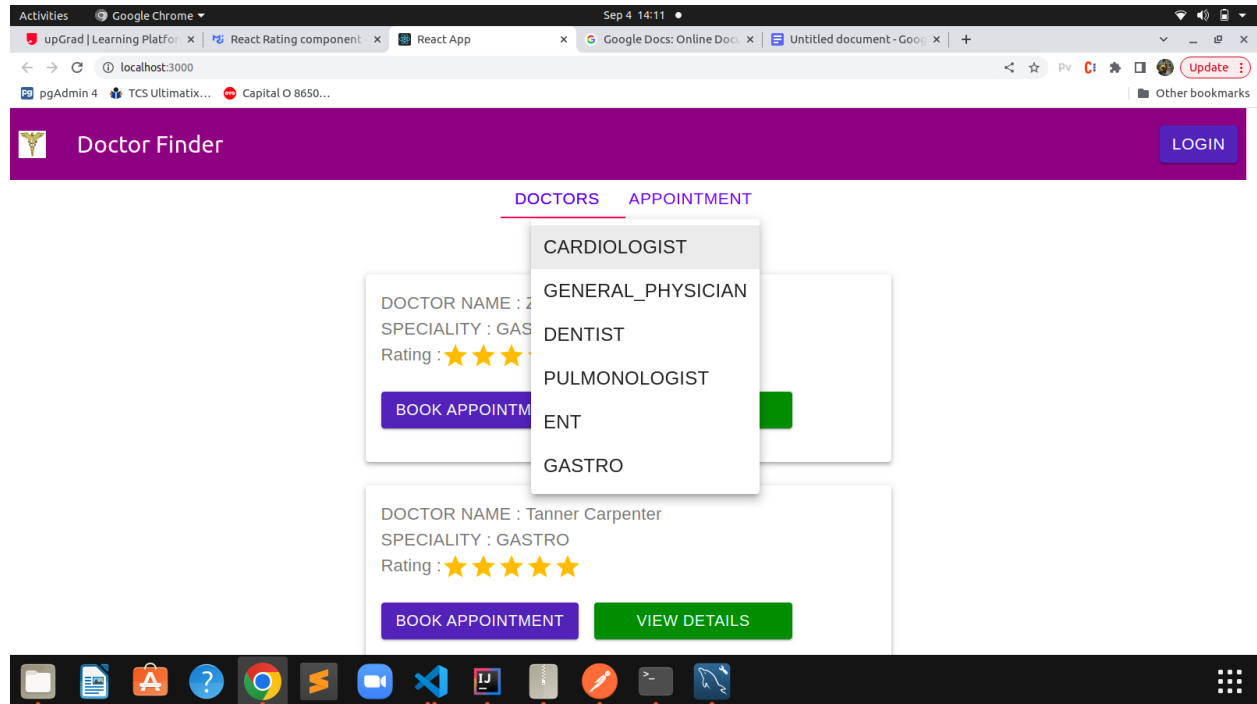 Activities Google Chrome Sep 4 14:11
upGrad | Learning Platfor React Rating component - React App Google Docs: Online Doc Untitled document - Goog
localhost:3000 Pv Update
pgAdmin 4 TCS Ultimatix... Capital O 8650... Other bookmarks
Doctor Finder LOGIN
DOCTORS APPOINTMENT
CARDIOLOGIST
GENERAL_PHYSICIAN
DENTIST
PULMONOLOGIST
ENT
GASTRO
DOCTOR NAME : Z
SPECIALITY : GAS
Rating :
BOOK APPOINTM
DOCTOR NAME : Tanner Carpenter
SPECIALITY : GASTRO
Rating :
BOOK APPOINTMENT VIEW DETAILS